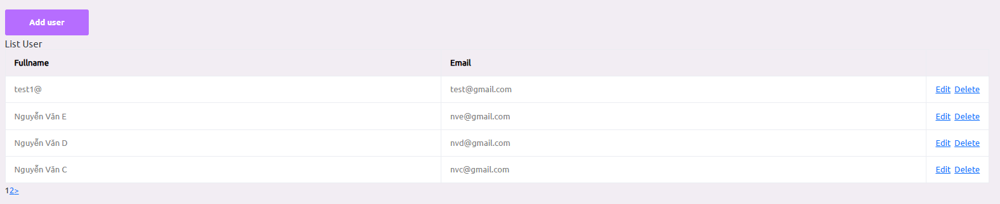 Add user
List User
Fullname Email
test1@ test@gmail.com Edit Delete
Nguyễn Văn E nve@gmail.com Edit Delete
Nguyễn Văn D nvd@gmail.com Edit Delete
Nguyễn Văn C nvc@gmail.com Edit Delete
12>